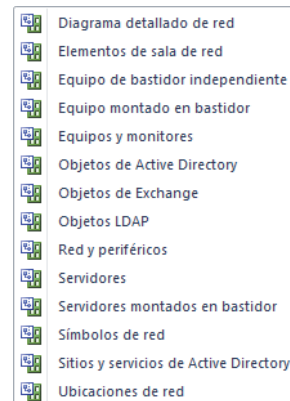 Diagrama detallado de red
Elementos de sala de red
Equipo de bastidor independiente
Equipo montado en bastidor
Equipos y monitores
Objetos de Active Directory
Objetos de Exchange
Objetos LDAP
Red y periféricos
Servidores
Servidores montados en bastidor
Símbolos de red
Sitios y servicios de Active Directory
Ubicaciones de red